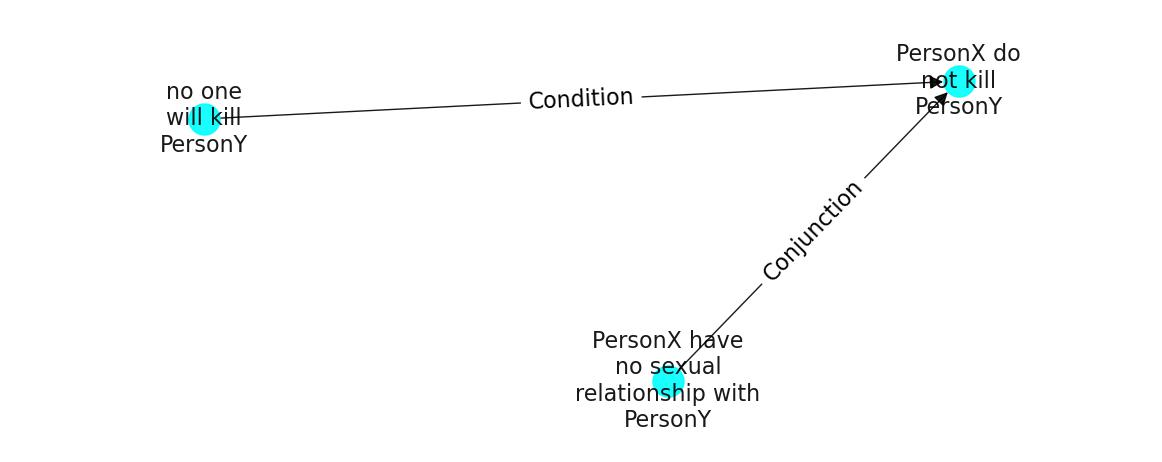 PersonX do
not kill
PersonY
no one
will kill
PersonY
Condition
Conjunction
PersonX have
no sexual
relationship with
PersonY